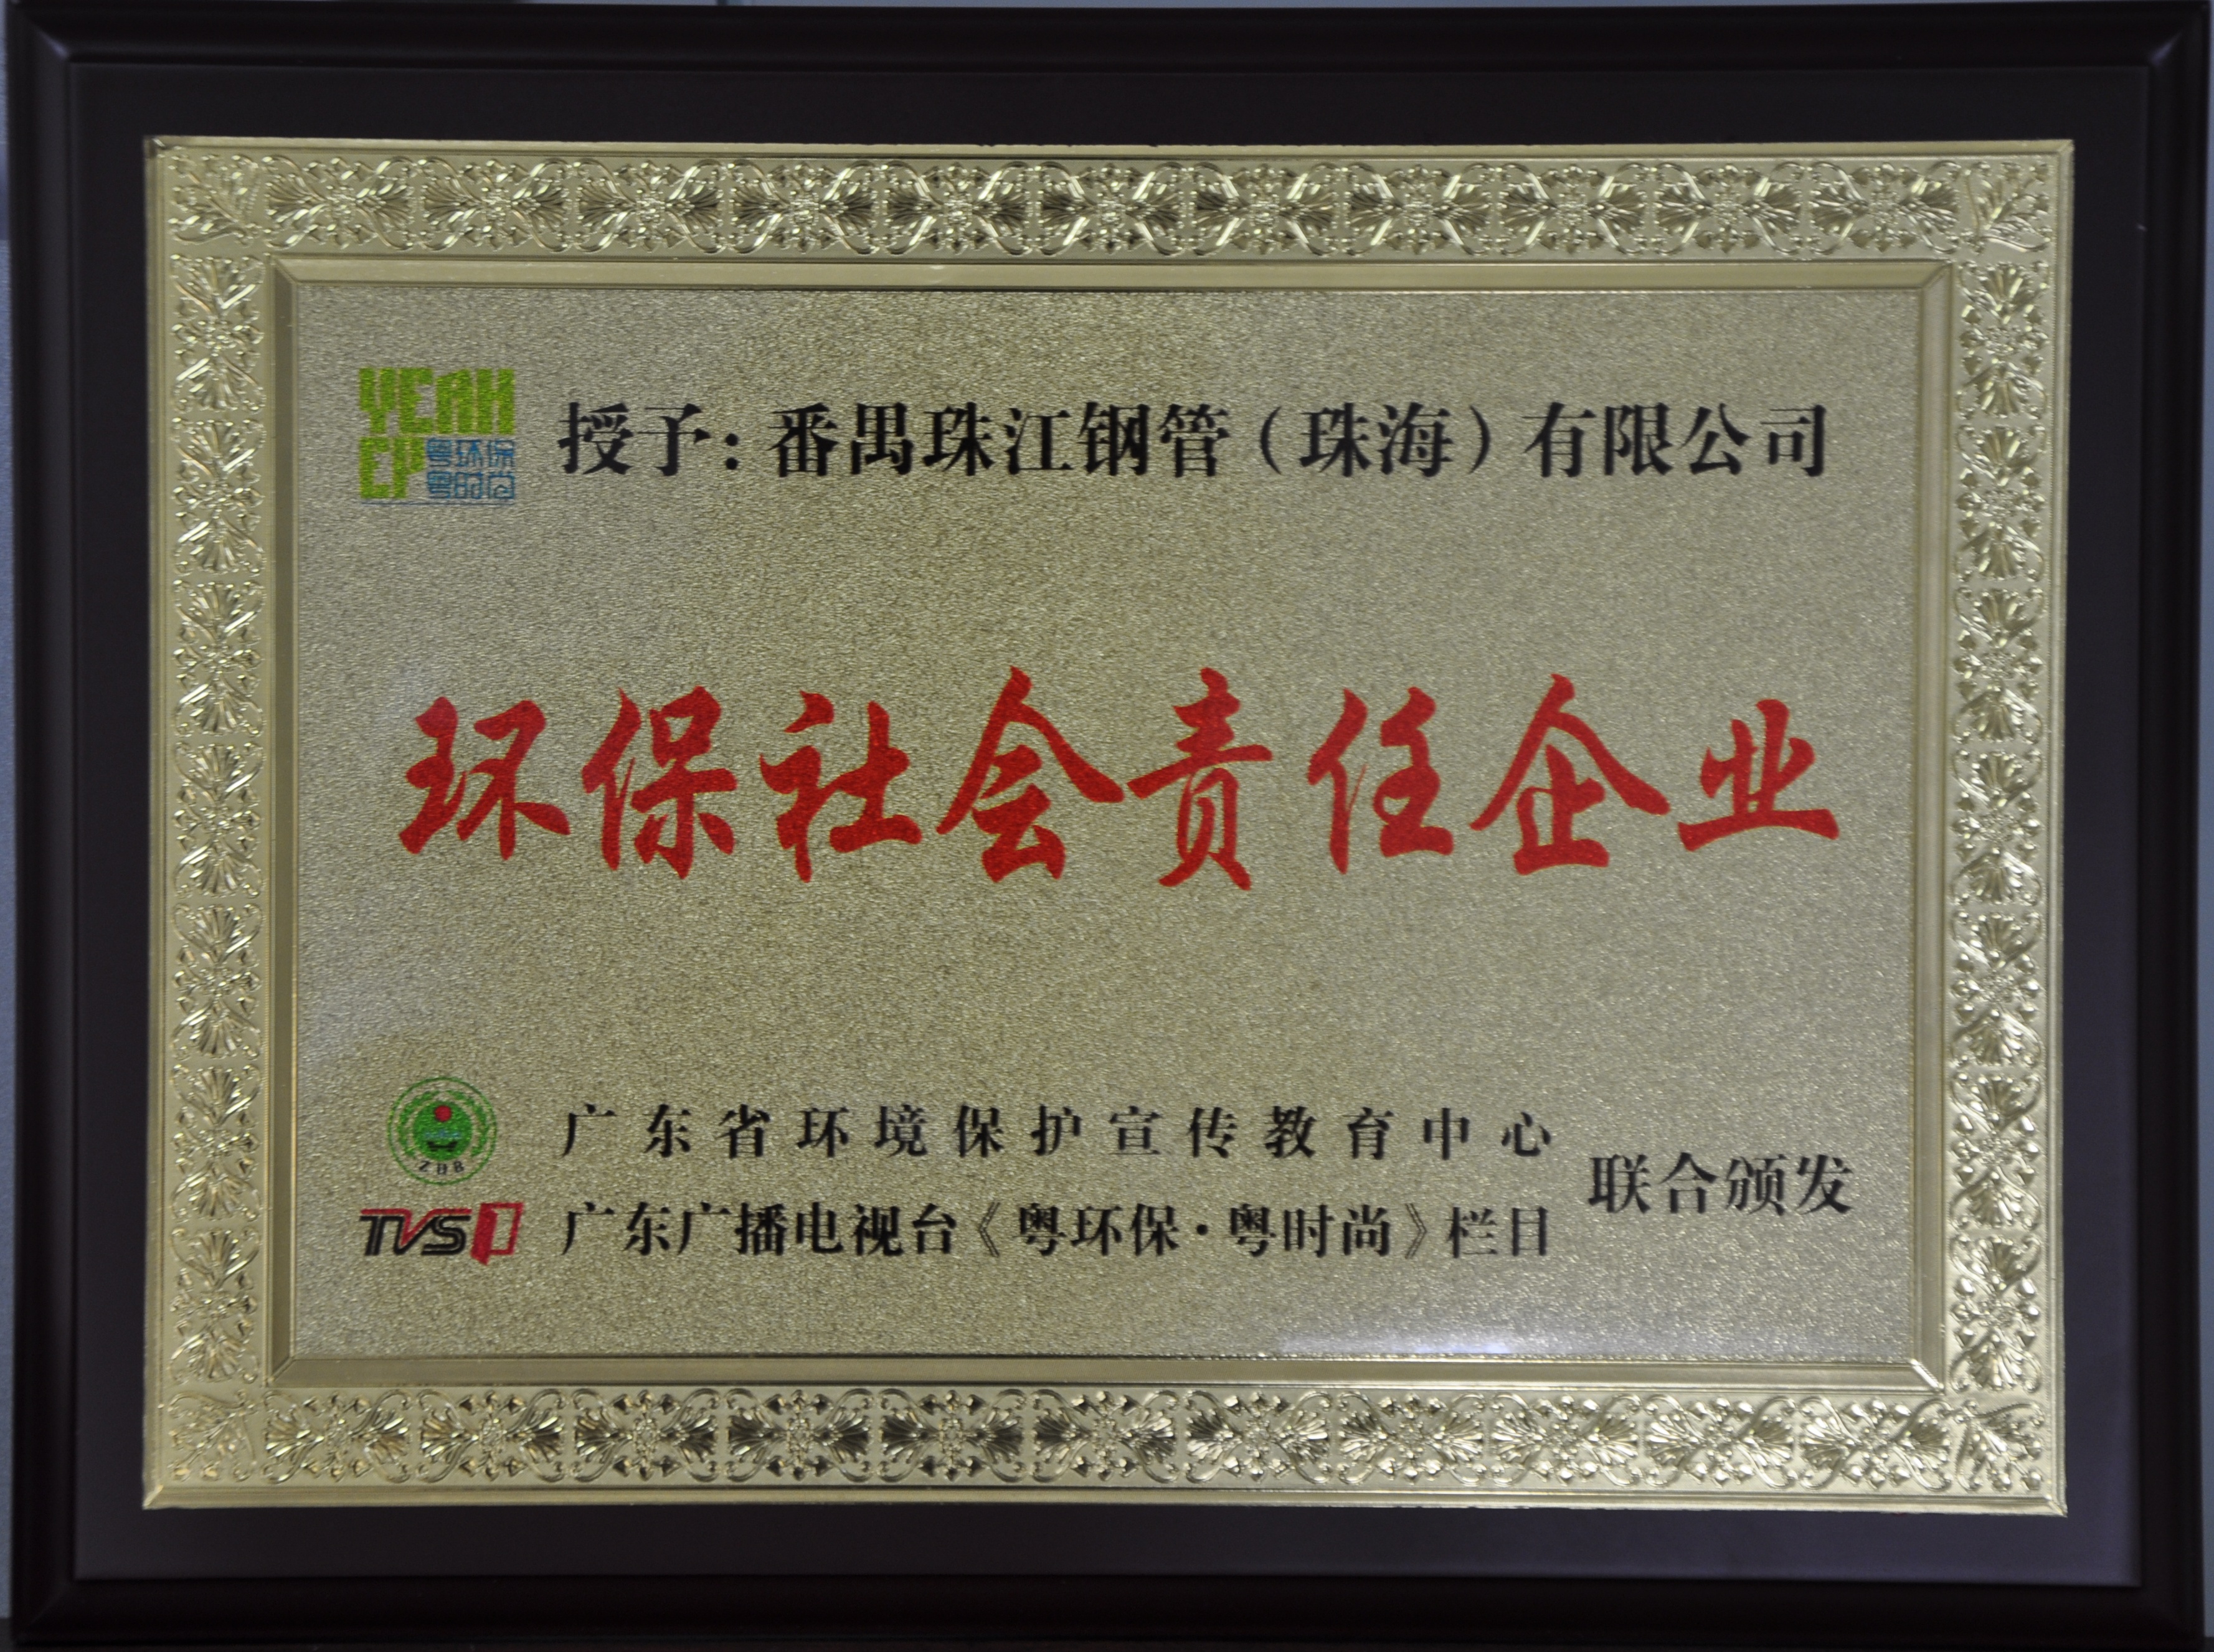 YEAH
EP 粤环保
粤时尚
授予：番禺珠江钢管（珠海）有限公司
环保社会责任企业
ZHB
广东省环境保护宣传教育中心
TVS1 广东广播电视台《粤环保·粤时尚》栏目
联合颁发